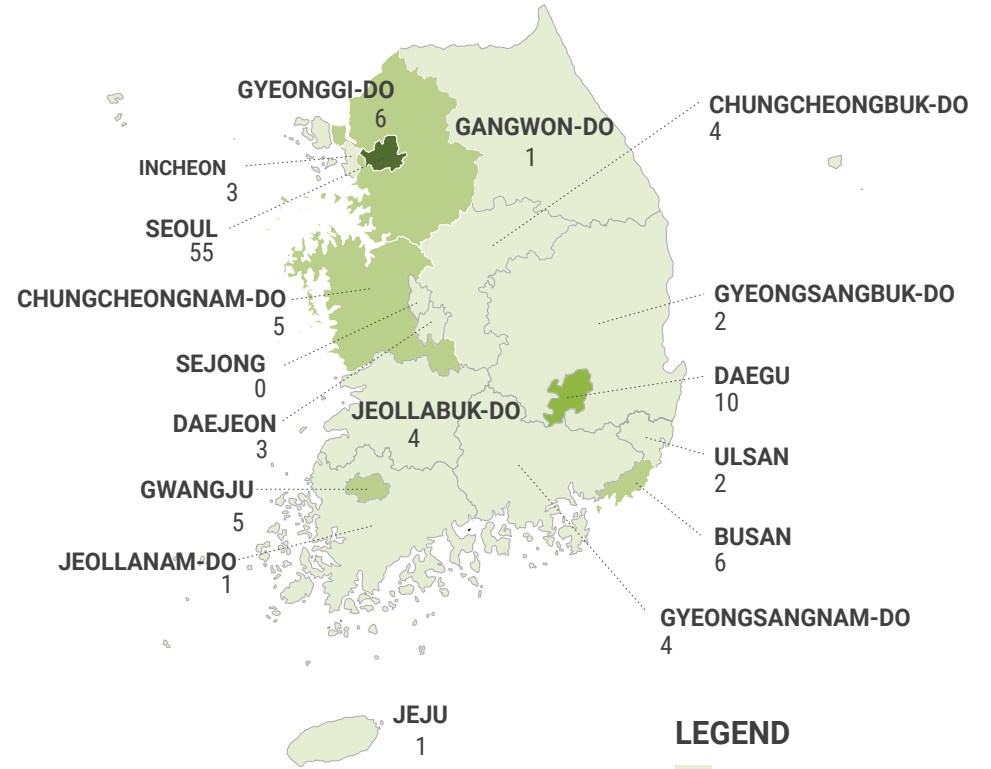 GYEONGGI-DO
6
GANGWON-DO
1
CHUNGCHEONGBUK-DO
4
INCHEON
3
SEOUL
55
CHUNGCHEONGNAM-DO
5
GYEONGSANGBUK-DO
2
SEJONG
0
DAEGU
10
DAEJEON
3
JEOLLABUK-DO
4
ULSAN
2
GWANGJU
5
BUSAN
6
JEOLLANAM-DO
1
GYEONGSANGNAM-DO
4
JEJU
1
LEGEND